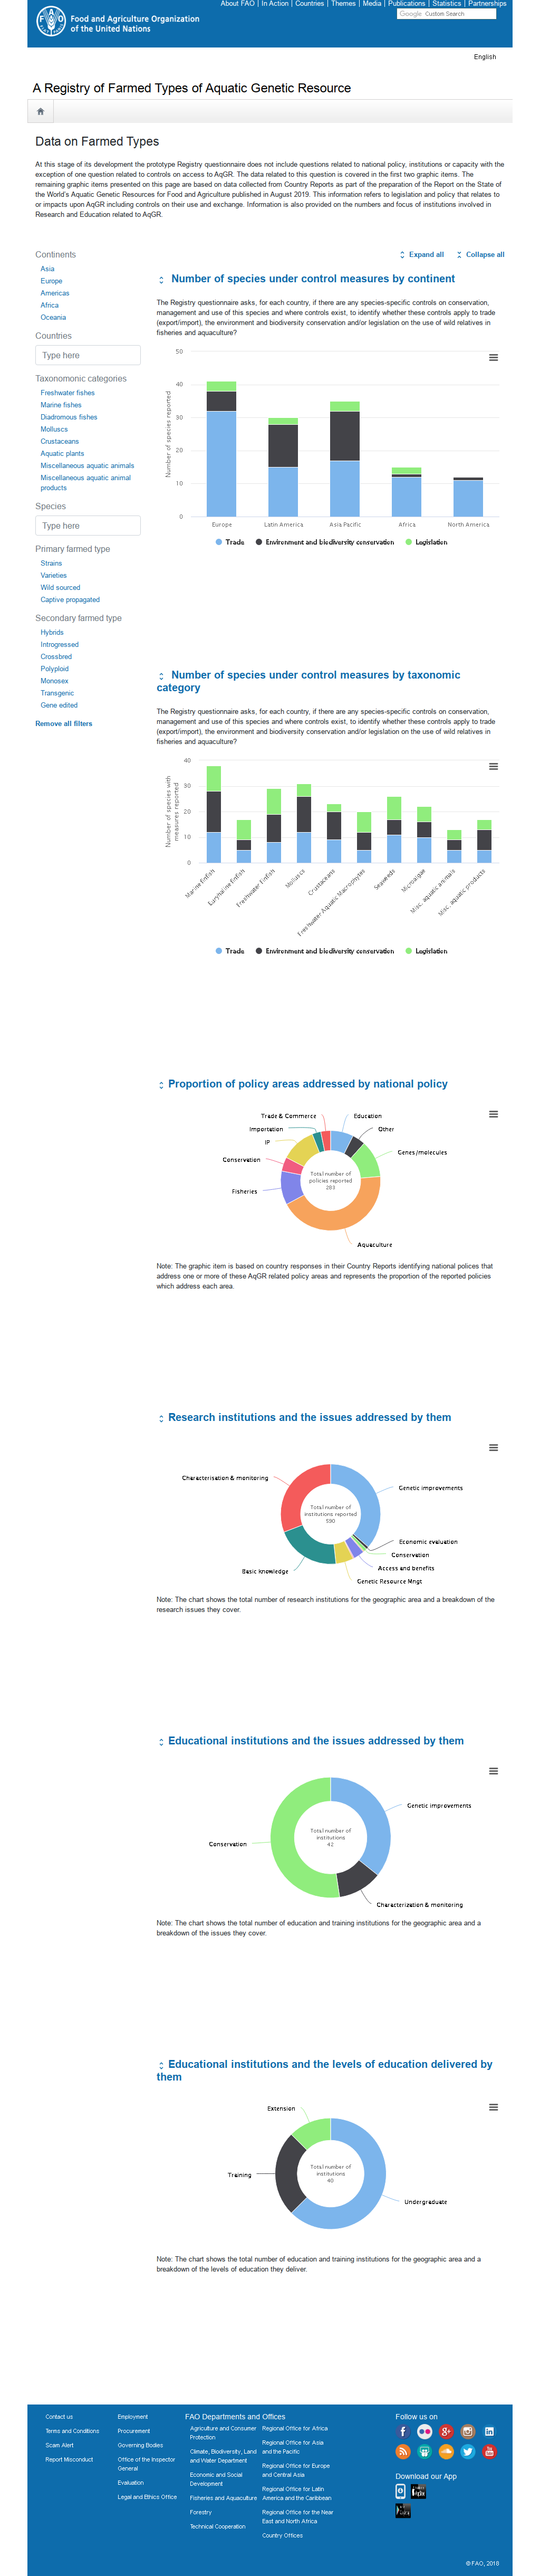 About FAO | In Action | Countries | Themes | Media | Publications | Statistics | Partnerships
Food and Agriculture Organization
of the United Nations
Google Custom Search
English
A Registry of Farmed Types of Aquatic Genetic Resource
Data on Farmed Types
At this stage of its development the prototype Registry questionnaire does not include questions related to national policy, institutions or capacity with the
exception of one question related to controls on access to AqGR. The data related to this question is covered in the first two graphic items. The
remaining graphic items presented on this page are based on data collected from Country Reports as part of the preparation of the Report on the State of
the World's Aquatic Genetic Resources for Food and Agriculture published in August 2019. This information refers to legislation and policy that relates to
or impacts upon AqGR including controls on their use and exchange. Information is also provided on the numbers and focus of institutions involved in
Research and Education related to AqGR.
Continents
Asia
Europe
Americas
Africa
Oceania
Countries
Type here
Taxonomonic categories
Freshwater fishes
Marine fishes
Diadromous fishes
Molluscs
Crustaceans
Aquatic plants
Miscellaneous aquatic animals
Miscellaneous aquatic animal
products
Species
Type here
Primary farmed type
Strains
Varieties
Wild sourced
Captive propagated
Secondary farmed type
Hybrids
Introgressed
Crossbred
Polyploid
Monosex
Transgenic
Gene edited
Remove all filters
Expand all
Collapse all
Number of species under control measures by continent
The Registry questionnaire asks, for each country, if there are any species-specific controls on conservation,
management and use of this species and where controls exist, to identify whether these controls apply to trade
(export/import), the environment and biodiversity conservation and/or legislation on the use of wild relatives in
fisheries and aquaculture?
Number of species reported
50
40
30
20
10
0
Europe
Latin America
Asia Pacific
Africa
North America
Trade
Environment and biediversity conservation
Legislation
Number of species under control measures by taxonomic
category
The Registry questionnaire asks, for each country, if there are any species-specific controls on conservation,
management and use of this species and where controls exist, to identify whether these controls apply to trade
(export/import), the environment and biodiversity conservation and/or legislation on the use of wild relatives in
fisheries and aquaculture?
Number of species with
measures reported
40
30
20
10
0
Marine Finfish
Euryhaline Finfish
Freshwater Finfish
Molluscs
Crustaceans
Freshwater Aquatic Macrophytes
Seaweeds
Microalgae
Misc. aquatic animals
Misc. aquatic products
Trade
Environment and biediversity conservation
Legislation
Proportion of policy areas addressed by national policy
Trade & Commerce
Education
Importation
Other
IP
Genes/molecules
Conservation
Fisheries
Aquaculture
Total number of
policies reported
283
Note: The graphic item is based on country responses in their Country Reports identifying national polices that
address one or more of these AqGR related policy areas and represents the proportion of the reported policies
which address each area.
Research institutions and the issues addressed by them
Characterisation & monitoring
Genetic improvements
Total number of
institutions reported
590
Economic evaluation
Conservation
Access and benefits
Basic knowledge
Genetic Resource Mngt
Note: The chart shows the total number of research institutions for the geographic area and a breakdown of the
research issues they cover.
Educational institutions and the issues addressed by them
Genetic improvements
Total number of
institutions
42
Conservation
Characterization & monitoring
Note: The chart shows the total number of education and training institutions for the geographic area and a
breakdown of the issues they cover.
Educational institutions and the levels of education delivered by
them
Extension
Total number of
institutions
40
Training
Undergraduate
Note: The chart shows the total number of education and training institutions for the geographic area and a
breakdown of the levels of education they deliver.
Contact us
Terms and Conditions
Scam Alert
Report Misconduct
Employment
Procurement
Governing Bodies
Office of the Inspector
General
Evaluation
Legal and Ethics Office
FAO Departments and Offices
Agriculture and Consumer
Protection
Climate, Biodiversity, Land
and Water Department
Economic and Social
Development
Fisheries and Aquaculture
Forestry
Technical Cooperation
Regional Office for Africa
Regional Office for Asia
and the Pacific
Regional Office for Europe
and Central Asia
Regional Office for Latin
America and the Caribbean
Regional Office for the Near
East and North Africa
Country Offices
Follow us on
Download our App
© FAO, 2018